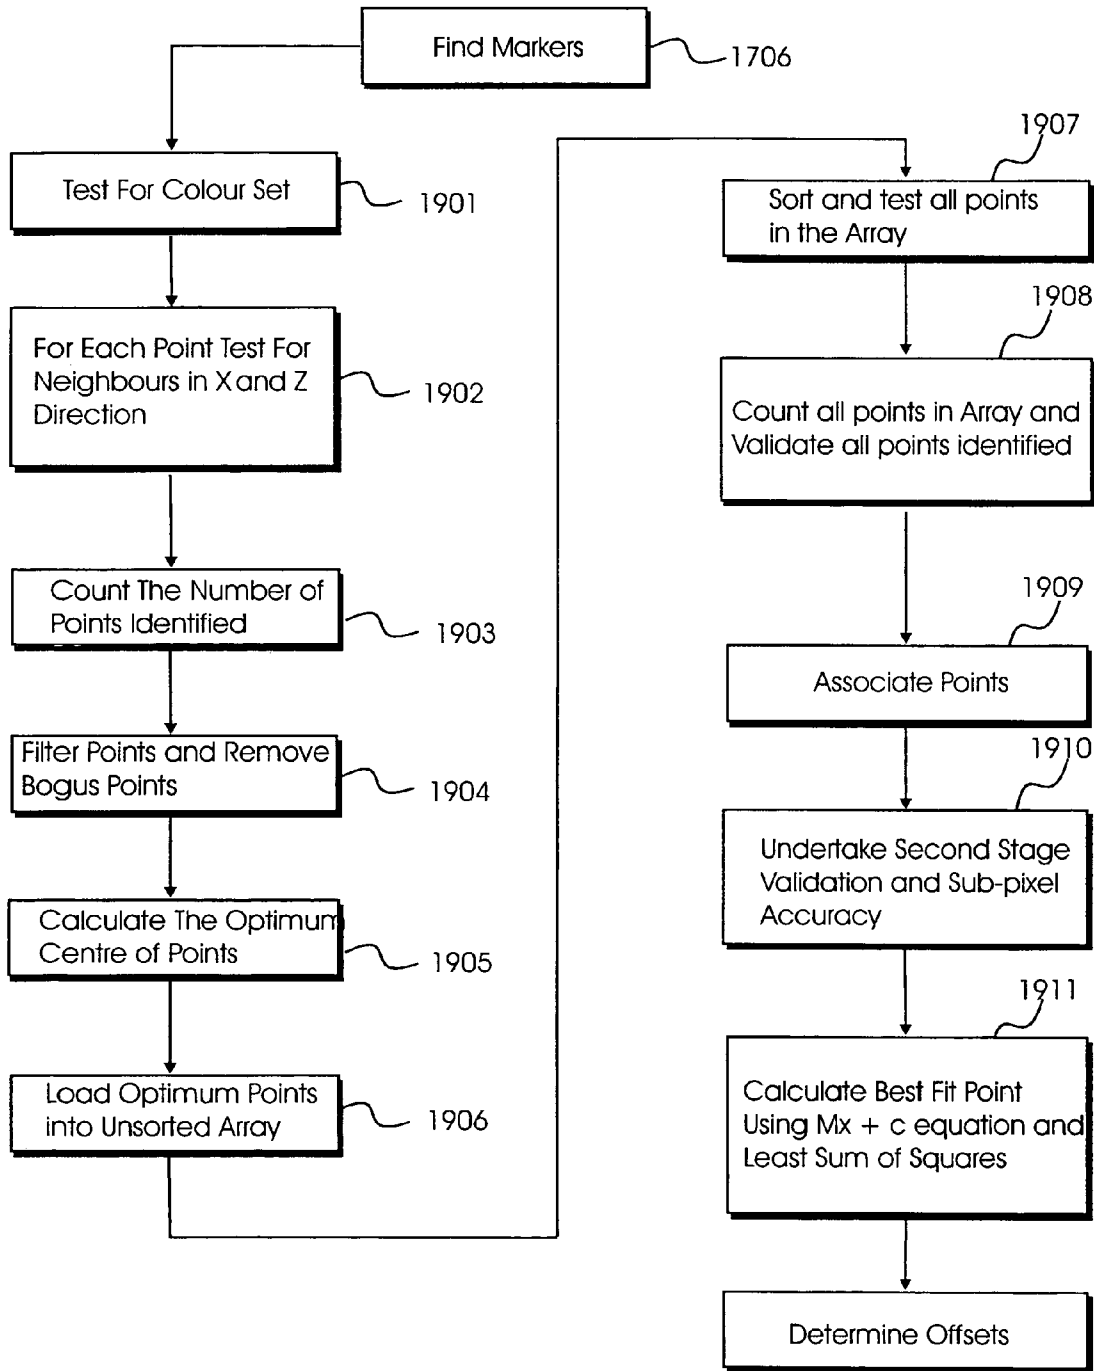 Find Markers
1706
Test For Colour Set
1901
For Each Point Test For
Neighbours in X and Z
Direction
1902
Count The Number of
Points Identified
1903
Filter Points and Remove
Bogus Points
1904
Calculate The Optimum
Centre of Points
1905
Load Optimum Points
into Unsorted Array
1906
1907
Sort and test all points
in the Array
1908
Count all points in Array and
Validate all points identified
1909
Associate Points
1910
Undertake Second Stage
Validation and Sub-pixel
Accuracy
1911
Calculate Best Fit Point
Using Mx + c equation and
Least Sum of Squares
Determine Offsets